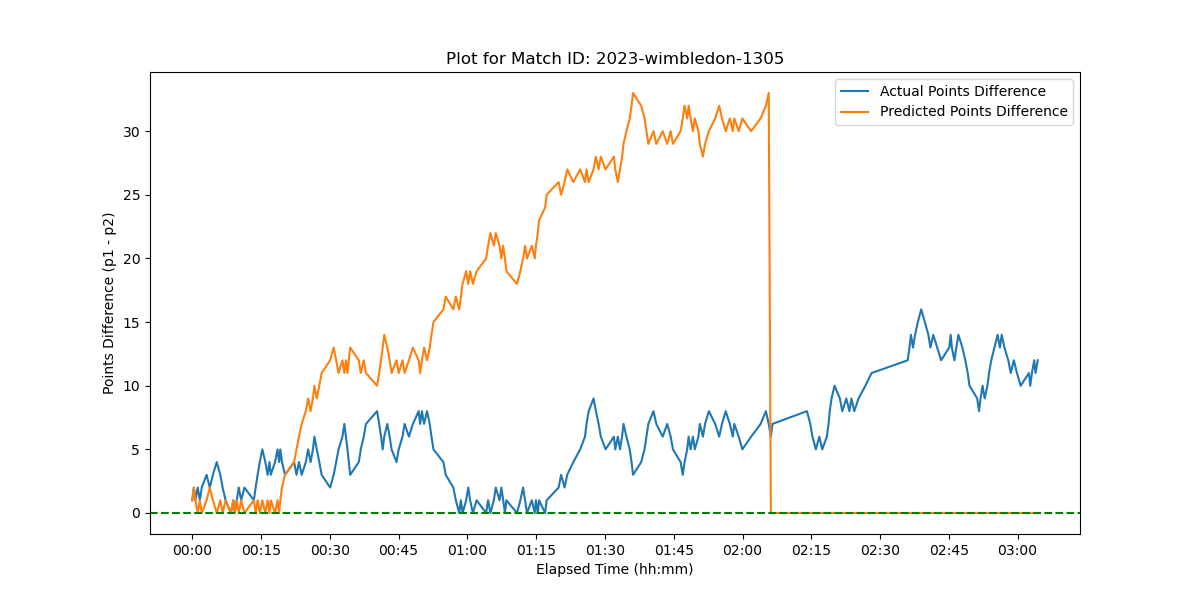 Plot for Match ID: 2023-wimbledon-1305
Actual Points Difference
Predicted Points Difference
Points Difference (p1 - p2)
30
25
20
15
10
5
0
00:00 00:15 00:30 00:45 01:00 01:15 01:30 01:45 02:00 02:15 02:30 02:45 03:00
Elapsed Time (hh:mm)